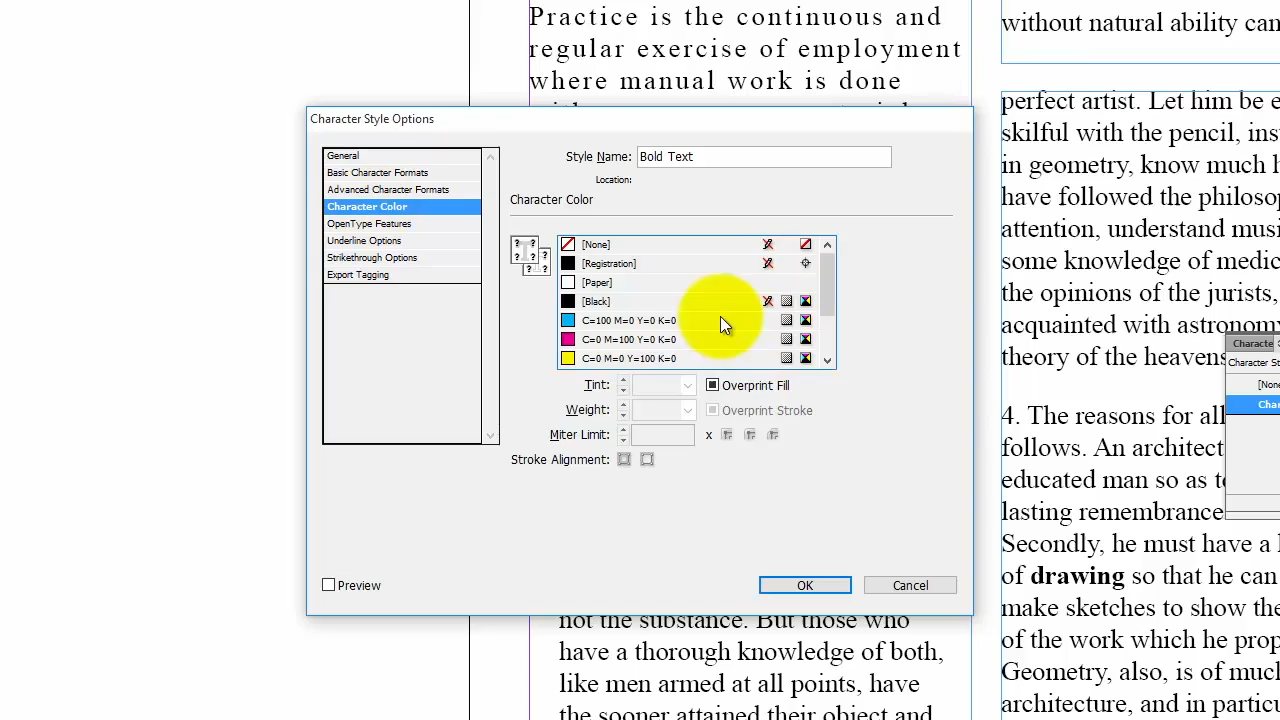 Practice is the continuous and
regular exercise of employment
where manual work is done
without natural ability can
perfect artist. Let him be e
skilful with the pencil, inst
in geometry, know much h
have followed the philosop
attention, understand musi
some knowledge of medic
the opinions of the jurists,
acquainted with astronomy
theory of the heavens
4. The reasons for all
follows. An architect
educated man so as to
lasting remembrance
Secondly, he must have a
of drawing so that he can
make sketches to show the
of the work which he prop
Geometry, also, is of much
architecture, and in particu
Character Style Options
General
Basic Character Formats
Advanced Character Formats
Character Color
OpenType Features
Underline Options
Strikethrough Options
Export Tagging
Style Name: Bold Text
Location:
Character Color
[None]
[Registration]
[Paper]
[Black]
C=100 M=0 Y=0 K=0
C=0 M=100 Y=0 K=0
C=0 M=0 Y=100 K=0
Tint:
Overprint Fill
Weight:
Overprint Stroke
Miter Limit:
x
Stroke Alignment:
Preview
OK
Cancel
Characte
Character St
[None
Char
not the substance. But those who
have a thorough knowledge of both,
like men armed at all points, have
the sooner attained their object and